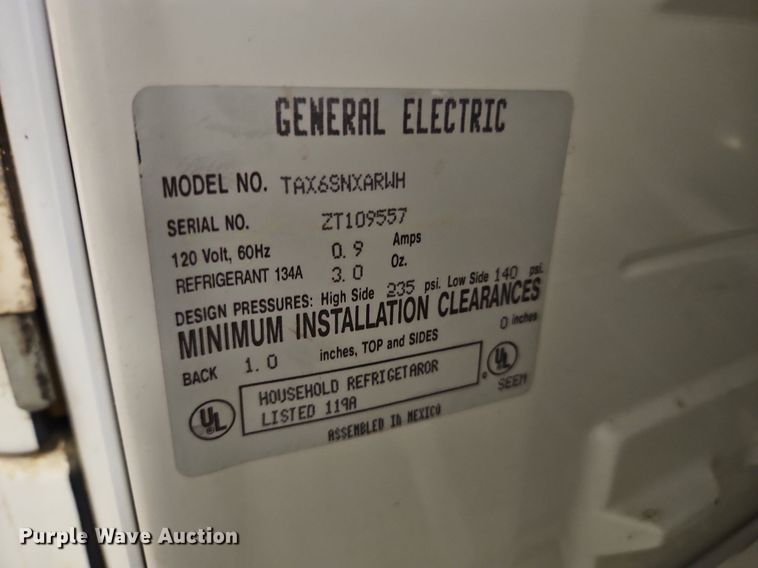 GENERAL ELECTRIC
MODEL NO. TAX6SNXARWH
SERIAL NO. ZT109557
120 Volt, 60Hz 0.9 Amps
REFRIGERANT 134A 3.0 Oz.
DESIGN PRESSURES: High Side 235 psi. Low Side 140 psi.
MINIMUM INSTALLATION CLEARANCES
BACK 1.0 inches, TOP and SIDES 0 inches
UL® HOUSEHOLD REFRIGETAROR UL
LISTED 119A SEEM
ASSEMBLED IN MEXICO
Purple Wave Auction